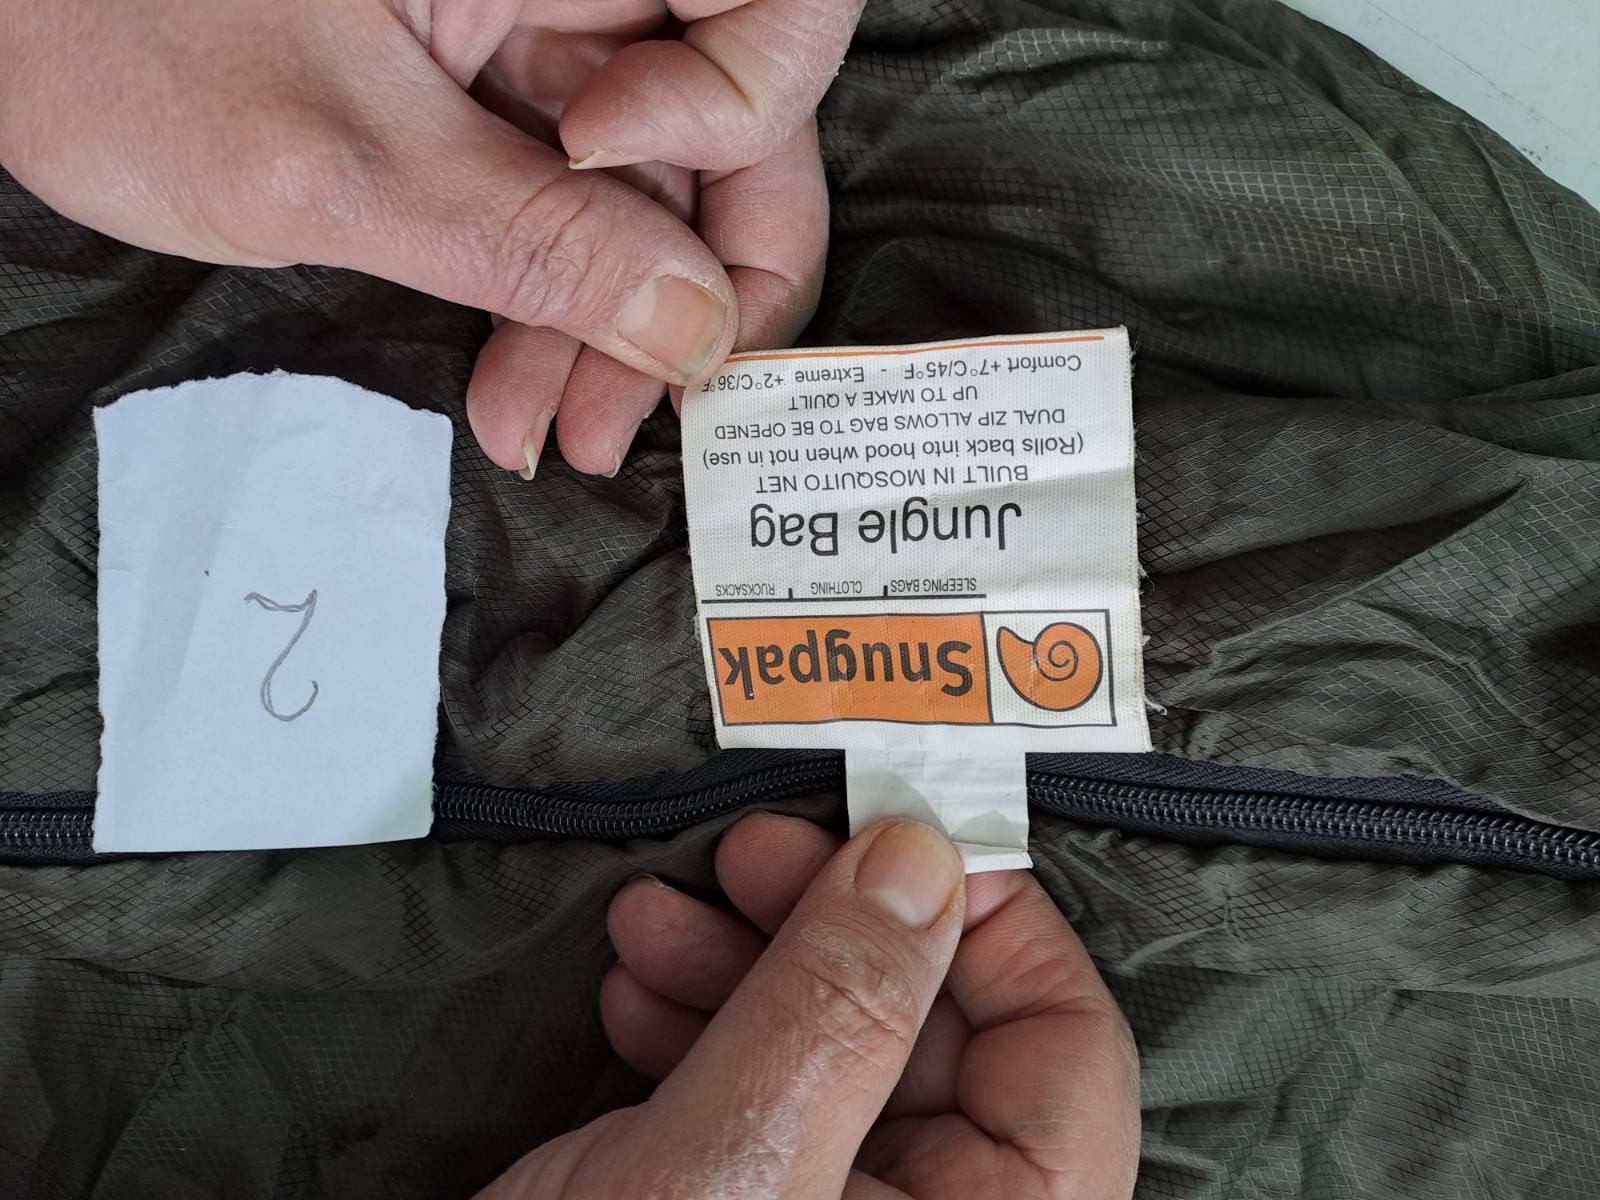 Snugpak
SLEEPING BAGS CLOTHING RUCKSACKS
Jungle Bag
BUILT IN MOSQUITO NET
(Rolls back into hood when not in use)
DUAL ZIP ALLOWS BAG TO BE OPENED
UP TO MAKE A QUILT
Comfort +7°C/45°F - Extreme +2°C/36°F
2